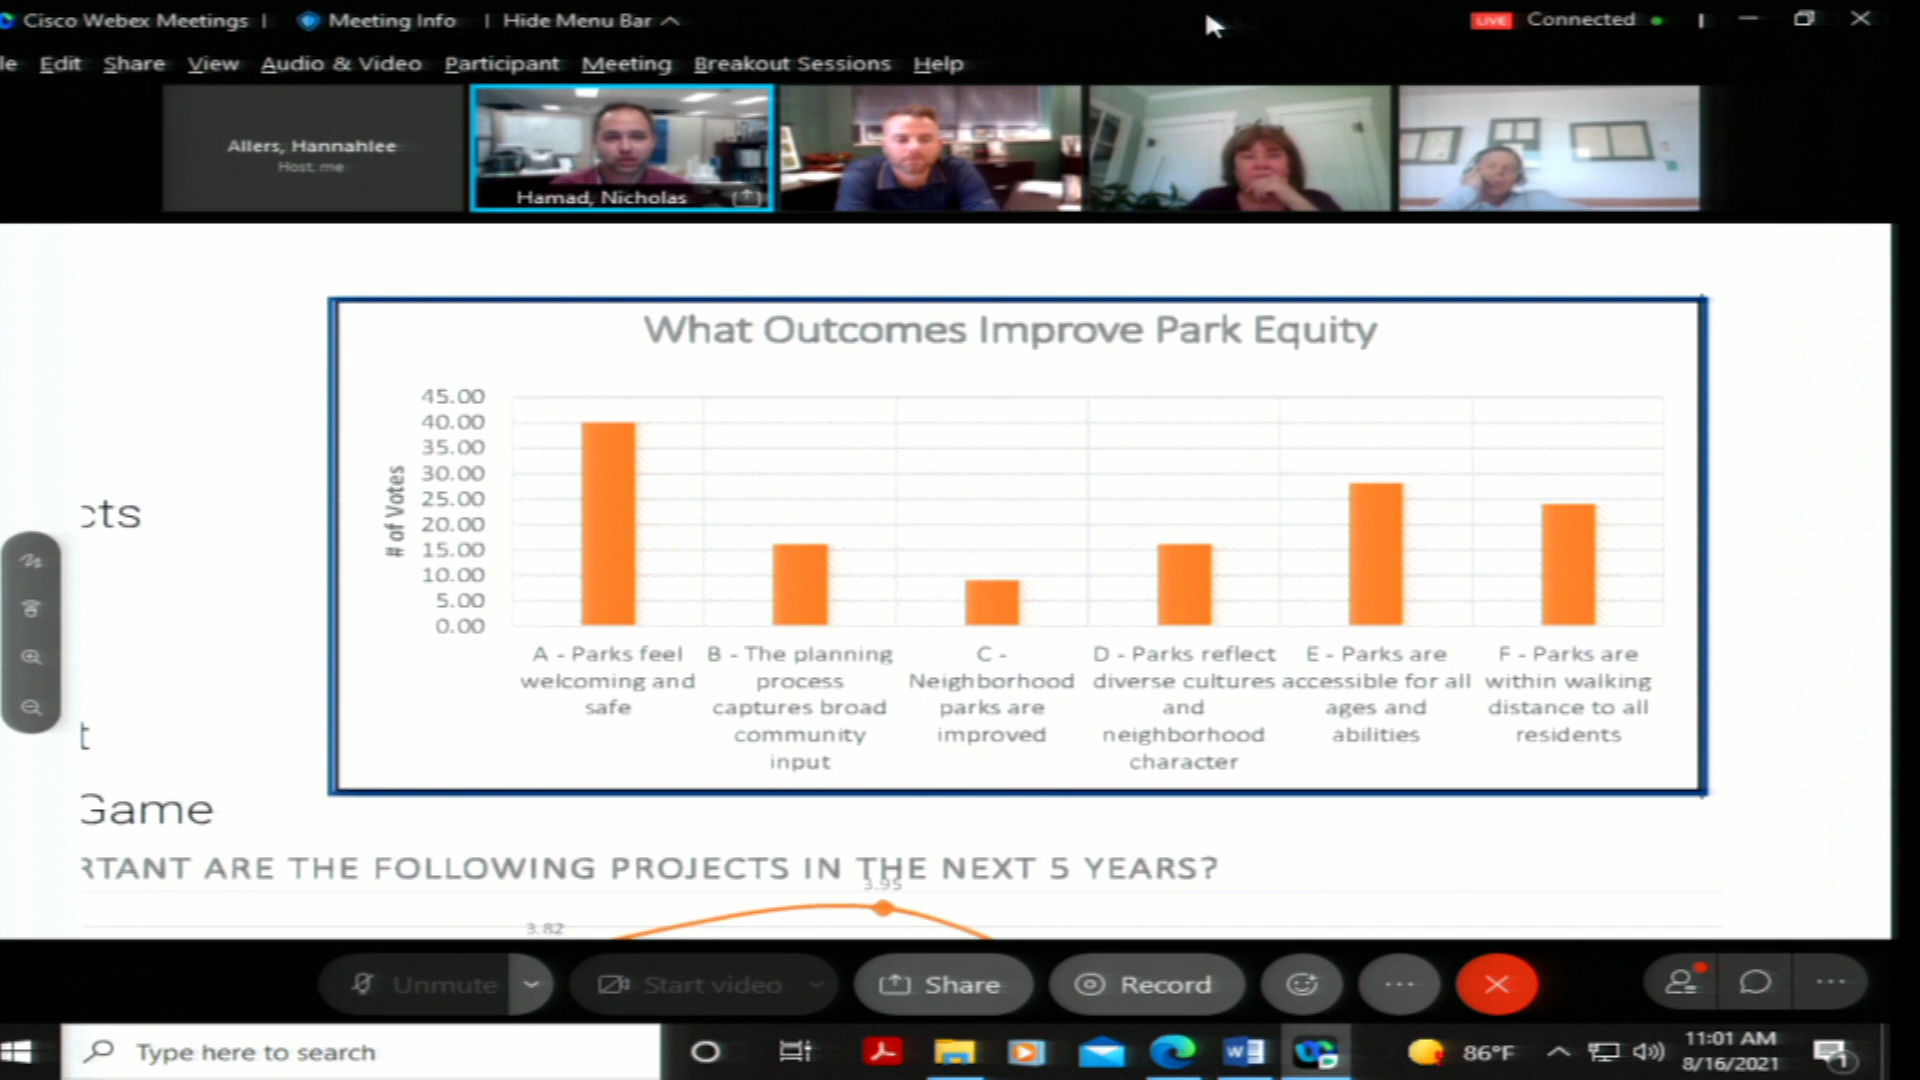 Cisco Webex Meetings | Meeting Info | Hide Menu Bar
LIVE Connected
le Edit Share View Audio & Video Participant Meeting Breakout Sessions Help
Allers, Hannahlee
Host, me
Hamad, Nicholas
What Outcomes Improve Park Equity
# of Votes
45.00
40.00
35.00
30.00
25.00
20.00
15.00
10.00
5.00
0.00
A - Parks feel
welcoming and
safe
B - The planning
process
captures broad
community
input
C -
Neighborhood
parks are
improved
D - Parks reflect
diverse cultures
and
neighborhood
character
E - Parks are
accessible for all
ages and
abilities
F - Parks are
within walking
distance to all
residents
cts
t
Game
RTANT ARE THE FOLLOWING PROJECTS IN THE NEXT 5 YEARS?
3.95
3.82
Unmute Start video Share Record
Type here to search
86°F
11:01 AM
8/16/2021
1